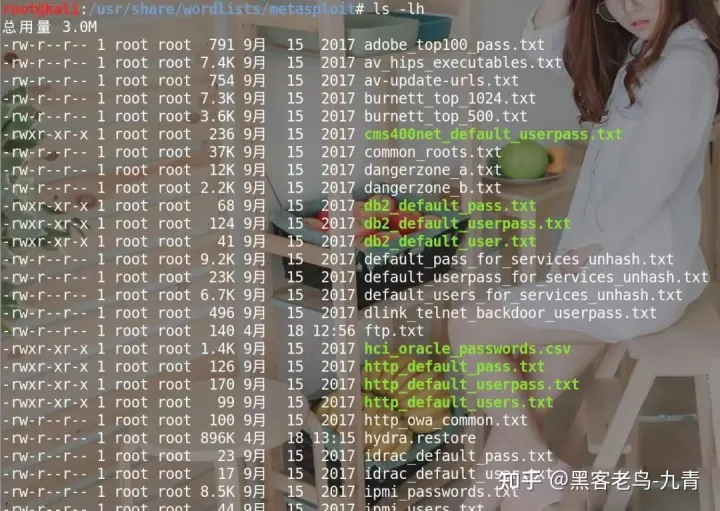 root@kali:/usr/share/wordlists/metasploit# ls -lh
总用量 3.0M
-rw-r--r-- 1 root root  791 9月   15  2017 adobe_top100_pass.txt
-rw-r--r-- 1 root root 7.4K 9月   15  2017 av_hips_executables.txt
-rw-r--r-- 1 root root  754 9月   15  2017 av-update-urls.txt
-rw-r--r-- 1 root root 7.3K 9月   15  2017 burnett_top_1024.txt
-rw-r--r-- 1 root root 3.6K 9月   15  2017 burnett_top_500.txt
-rwxr-xr-x 1 root root  236 9月   15  2017 cms400net_default_userpass.txt
-rw-r--r-- 1 root root  37K 9月   15  2017 common_roots.txt
-rw-r--r-- 1 root root  12K 9月   15  2017 dangerzone_a.txt
-rw-r--r-- 1 root root 2.2K 9月   15  2017 dangerzone_b.txt
-rwxr-xr-x 1 root root   68 9月   15  2017 db2_default_pass.txt
-rwxr-xr-x 1 root root  124 9月   15  2017 db2_default_userpass.txt
-rwxr-xr-x 1 root root   41 9月   15  2017 db2_default_user.txt
-rw-r--r-- 1 root root 9.2K 9月   15  2017 default_pass_for_services_unhash.txt
-rw-r--r-- 1 root root  23K 9月   15  2017 default_userpass_for_services_unhash.txt
-rw-r--r-- 1 root root 6.7K 9月   15  2017 default_users_for_services_unhash.txt
-rw-r--r-- 1 root root  496 9月   15  2017 dlink_telnet_backdoor_userpass.txt
-rw-r--r-- 1 root root  140 4月   18 12:56 ftp.txt
-rwxr-xr-x 1 root root 1.4K 9月   15  2017 hci_oracle_passwords.csv
-rwxr-xr-x 1 root root  126 9月   15  2017 http_default_pass.txt
-rwxr-xr-x 1 root root  170 9月   15  2017 http_default_userpass.txt
-rwxr-xr-x 1 root root   99 9月   15  2017 http_default_users.txt
-rw-r--r-- 1 root root  100 9月   15  2017 http_owa_common.txt
-rw-r--r-- 1 root root 896K 4月   18 13:15 hydra.restore
-rw-r--r-- 1 root root   23 9月   15  2017 idrac_default_pass.txt
-rw-r--r-- 1 root root   17 9月   15  2017 idrac_default_user.txt
-rw-r--r-- 1 root root 8.5K 9月   15  2017 ipmi_passwords.txt
-rw-r--r-- 1 root root   44 9月   15  2017 ipmi_users.txt
知乎 @黑客老鸟-九青